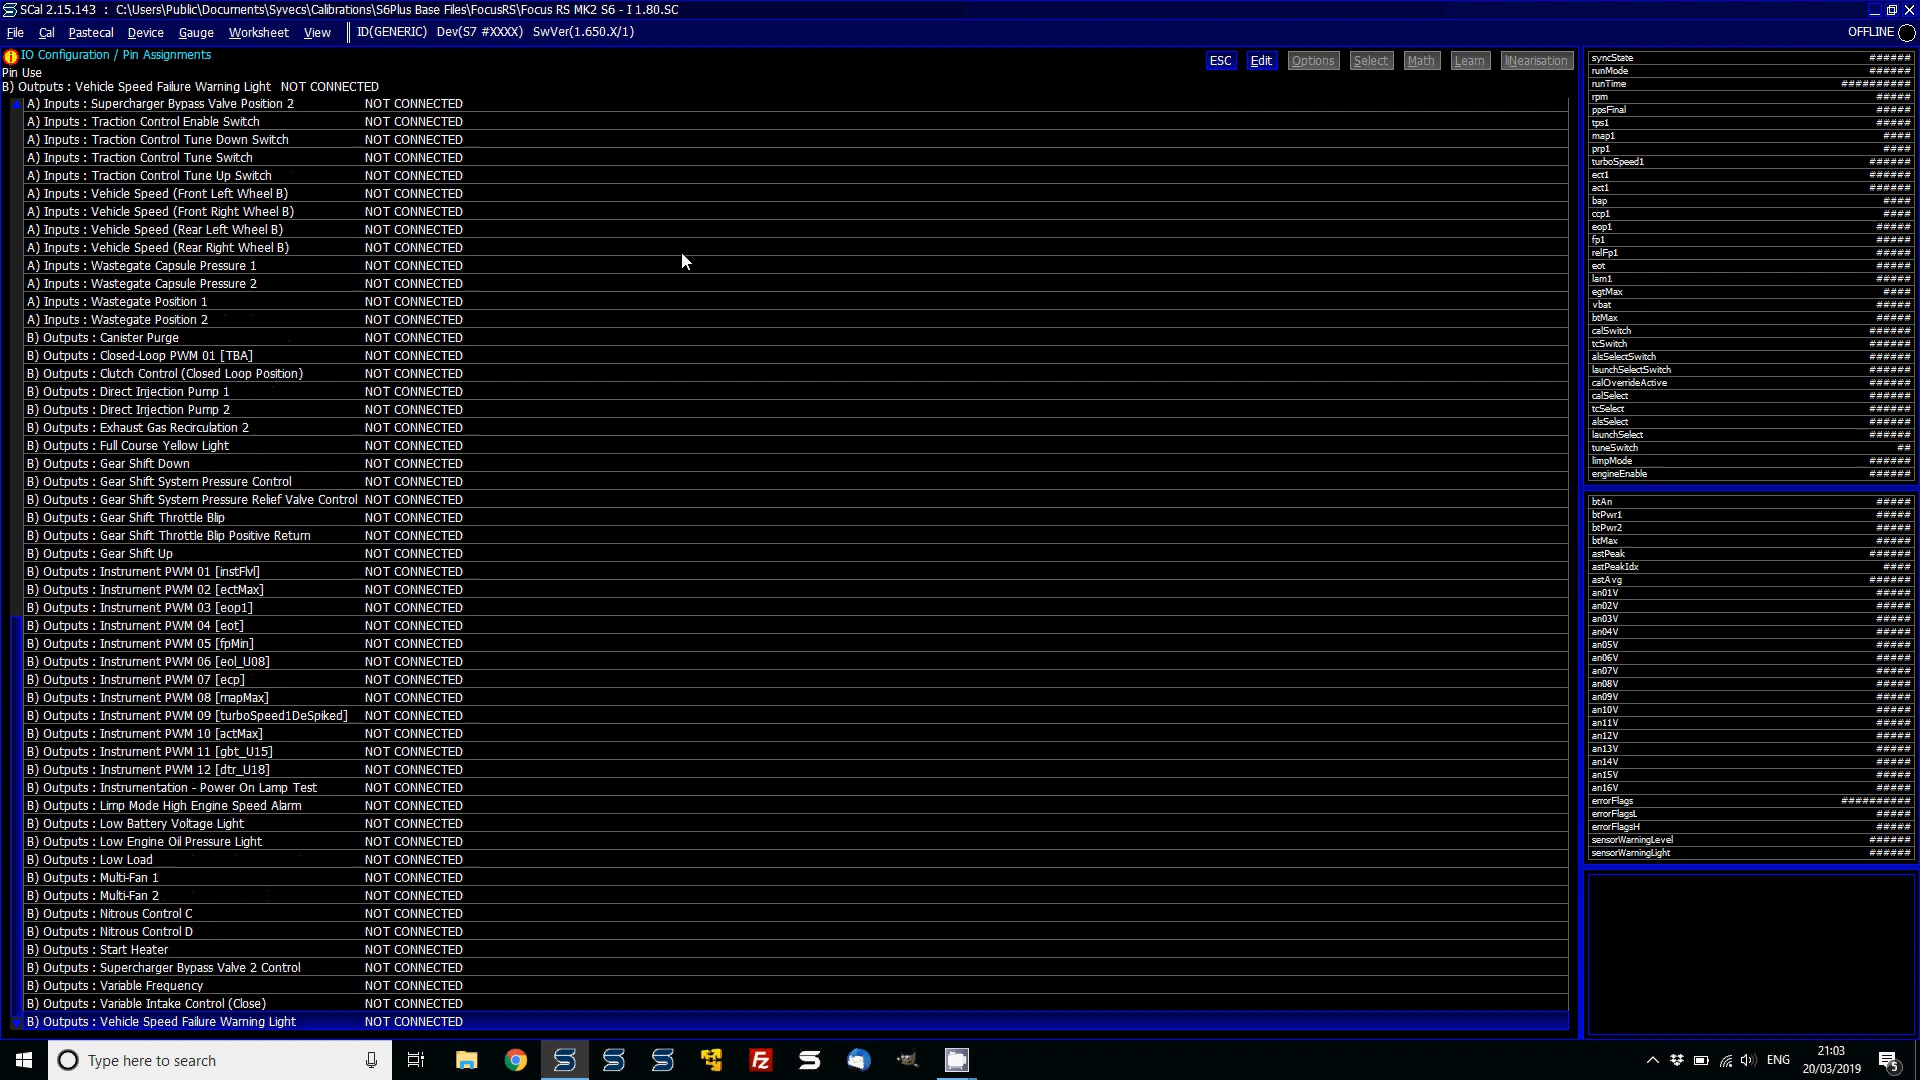 SCal 2.15.143 : C:\Users\Public\Documents\Syvecs\Calibrations\S6Plus Base Files\FocusRS\Focus RS MK2 S6 - I 1.80.SC
File Cal Pastecal Device Gauge Worksheet View ID(GENERIC) Dev(S7 #XXXX) SwVer(1.650.X/1) OFFLINE
IO Configuration / Pin Assignments
ESC Edit Options Select Math Learn liNearisation
Pin Use
B) Outputs : Vehicle Speed Failure Warning Light NOT CONNECTED
A) Inputs : Supercharger Bypass Valve Position 2 NOT CONNECTED
A) Inputs : Traction Control Enable Switch NOT CONNECTED
A) Inputs : Traction Control Tune Down Switch NOT CONNECTED
A) Inputs : Traction Control Tune Switch NOT CONNECTED
A) Inputs : Traction Control Tune Up Switch NOT CONNECTED
A) Inputs : Vehicle Speed (Front Left Wheel B) NOT CONNECTED
A) Inputs : Vehicle Speed (Front Right Wheel B) NOT CONNECTED
A) Inputs : Vehicle Speed (Rear Left Wheel B) NOT CONNECTED
A) Inputs : Vehicle Speed (Rear Right Wheel B) NOT CONNECTED
A) Inputs : Wastegate Capsule Pressure 1 NOT CONNECTED
A) Inputs : Wastegate Capsule Pressure 2 NOT CONNECTED
A) Inputs : Wastegate Position 1 NOT CONNECTED
A) Inputs : Wastegate Position 2 NOT CONNECTED
B) Outputs : Canister Purge NOT CONNECTED
B) Outputs : Closed-Loop PWM 01 [TBA] NOT CONNECTED
B) Outputs : Clutch Control (Closed Loop Position) NOT CONNECTED
B) Outputs : Direct Injection Pump 1 NOT CONNECTED
B) Outputs : Direct Injection Pump 2 NOT CONNECTED
B) Outputs : Exhaust Gas Recirculation 2 NOT CONNECTED
B) Outputs : Full Course Yellow Light NOT CONNECTED
B) Outputs : Gear Shift Down NOT CONNECTED
B) Outputs : Gear Shift System Pressure Control NOT CONNECTED
B) Outputs : Gear Shift System Pressure Relief Valve Control NOT CONNECTED
B) Outputs : Gear Shift Throttle Blip NOT CONNECTED
B) Outputs : Gear Shift Throttle Blip Positive Return NOT CONNECTED
B) Outputs : Gear Shift Up NOT CONNECTED
B) Outputs : Instrument PWM 01 [instFlvl] NOT CONNECTED
B) Outputs : Instrument PWM 02 [ectMax] NOT CONNECTED
B) Outputs : Instrument PWM 03 [eop1] NOT CONNECTED
B) Outputs : Instrument PWM 04 [eot] NOT CONNECTED
B) Outputs : Instrument PWM 05 [fpMin] NOT CONNECTED
B) Outputs : Instrument PWM 06 [eol_U08] NOT CONNECTED
B) Outputs : Instrument PWM 07 [ecp] NOT CONNECTED
B) Outputs : Instrument PWM 08 [mapMax] NOT CONNECTED
B) Outputs : Instrument PWM 09 [turboSpeed1DeSpiked] NOT CONNECTED
B) Outputs : Instrument PWM 10 [actMax] NOT CONNECTED
B) Outputs : Instrument PWM 11 [gbt_U15] NOT CONNECTED
B) Outputs : Instrument PWM 12 [dtr_U18] NOT CONNECTED
B) Outputs : Instrumentation - Power On Lamp Test NOT CONNECTED
B) Outputs : Limp Mode High Engine Speed Alarm NOT CONNECTED
B) Outputs : Low Battery Voltage Light NOT CONNECTED
B) Outputs : Low Engine Oil Pressure Light NOT CONNECTED
B) Outputs : Low Load NOT CONNECTED
B) Outputs : Multi-Fan 1 NOT CONNECTED
B) Outputs : Multi-Fan 2 NOT CONNECTED
B) Outputs : Nitrous Control C NOT CONNECTED
B) Outputs : Nitrous Control D NOT CONNECTED
B) Outputs : Start Heater NOT CONNECTED
B) Outputs : Supercharger Bypass Valve 2 Control NOT CONNECTED
B) Outputs : Variable Frequency NOT CONNECTED
B) Outputs : Variable Intake Control (Close) NOT CONNECTED
B) Outputs : Vehicle Speed Failure Warning Light NOT CONNECTED
syncState ######
runMode ######
runTime ##########
rpm #####
ppsFinal #####
tps1 #####
map1 ####
prp1 ####
turboSpeed1 ######
ect1 ######
act1 ######
bap ####
ccp1 ####
eop1 #####
fp1 #####
relFp1 #####
eot #####
lam1 #####
egtMax ####
vbat #####
btMax #####
calSwitch ######
tcSwitch ######
alsSelectSwitch ######
launchSelectSwitch ######
calOverrideActive ######
calSelect ######
tcSelect ######
alsSelect ######
launchSelect ######
tuneSwitch ##
limpMode ######
engineEnable ######
btAn #####
btPwr1 #####
btPwr2 #####
btMax #####
astPeak ######
astPeakIdx ####
astAvg ######
an01V #####
an02V #####
an03V #####
an04V #####
an05V #####
an06V #####
an07V #####
an08V #####
an09V #####
an10V #####
an11V #####
an12V #####
an13V #####
an14V #####
an15V #####
an16V #####
errorFlags ##########
errorFlagsL #####
errorFlagsH #####
sensorWarningLevel ######
sensorWarningLight ######
Type here to search
ENG
21:03
20/03/2019
5